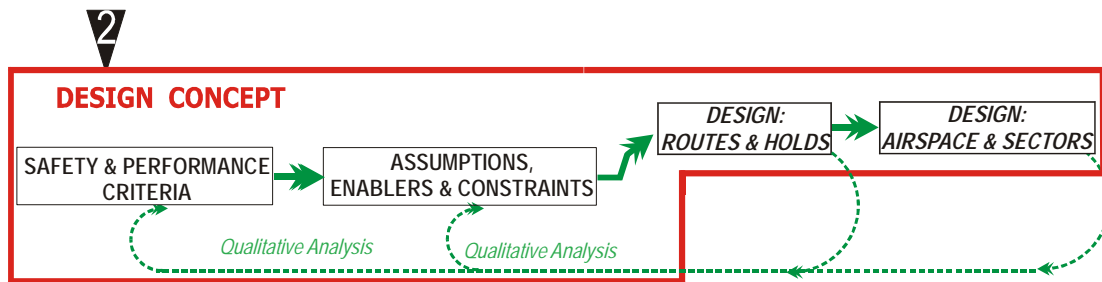 2
DESIGN CONCEPT
SAFETY & PERFORMANCE
CRITERIA
ASSUMPTIONS,
ENABLERS & CONSTRAINTS
DESIGN:
ROUTES & HOLDS
DESIGN:
AIRSPACE & SECTORS
Qualitative Analysis
Qualitative Analysis